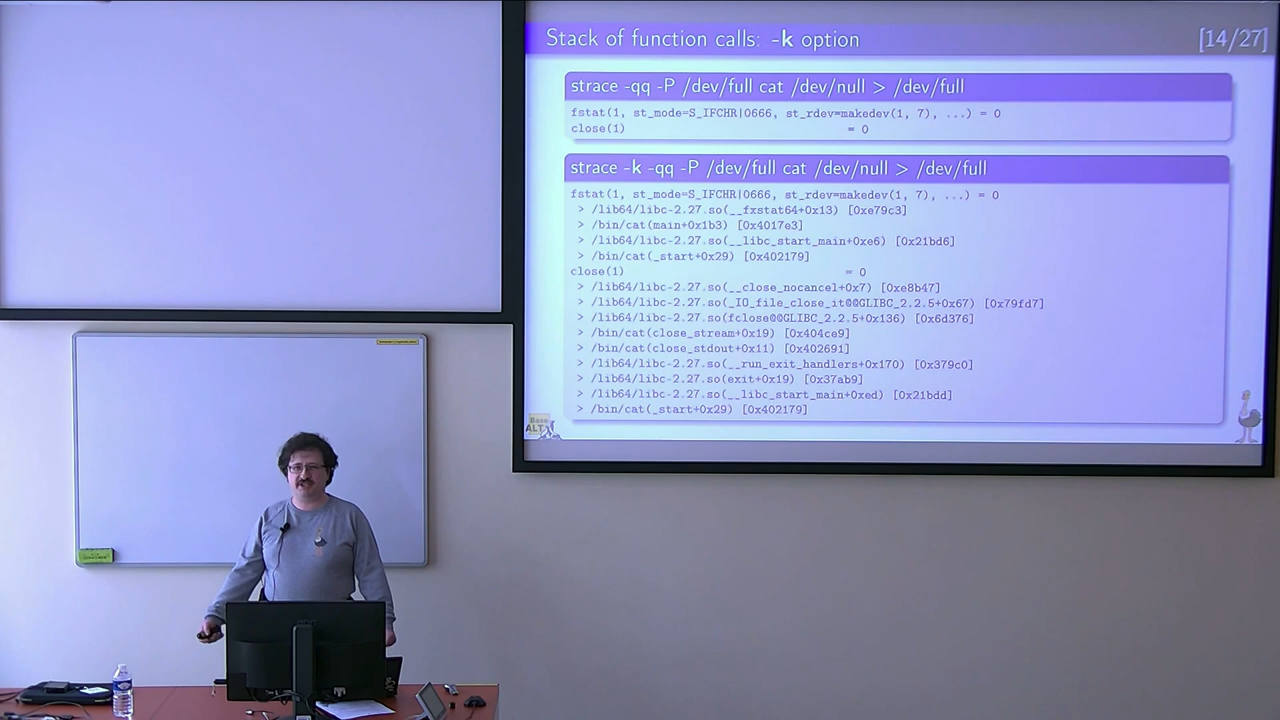 Stack of function calls: -k option
[14/27]
strace -qq -P /dev/full cat /dev/null > /dev/full
fstat(1, st_mode=S_IFCHR|0666, st_rdev=makedev(1, 7), ...) = 0
close(1) = 0
strace -k -qq -P /dev/full cat /dev/null > /dev/full
fstat(1, st_mode=S_IFCHR|0666, st_rdev=makedev(1, 7), ...) = 0
> /lib64/libc-2.27.so(__fxstat64+0x13) [0xe79c3]
> /bin/cat(main+0x1b3) [0x4017e3]
> /lib64/libc-2.27.so(__libc_start_main+0xe6) [0x21bd6]
> /bin/cat(_start+0x29) [0x402179]
close(1) = 0
> /lib64/libc-2.27.so(__close_nocancel+0x7) [0xe8b47]
> /lib64/libc-2.27.so(_IO_file_close_it@@GLIBC_2.2.5+0x67) [0x79fd7]
> /lib64/libc-2.27.so(fclose@@GLIBC_2.2.5+0x136) [0x6d376]
> /bin/cat(close_stream+0x19) [0x404ce9]
> /bin/cat(close_stdout+0x11) [0x402691]
> /lib64/libc-2.27.so(__run_exit_handlers+0x170) [0x379c0]
> /lib64/libc-2.27.so(exit+0x19) [0x37ab9]
> /lib64/libc-2.27.so(__libc_start_main+0xed) [0x21bdd]
> /bin/cat(_start+0x29) [0x402179]
Base
ALT